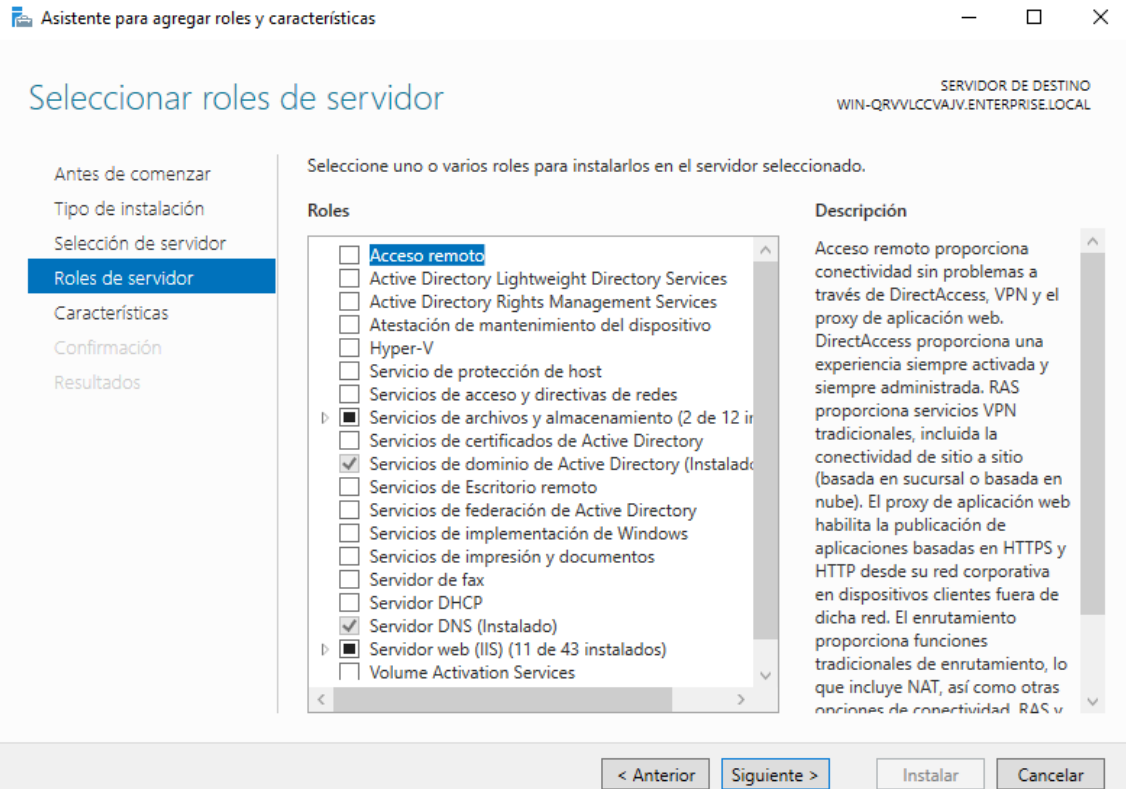 Asistente para agregar roles y características
Seleccionar roles de servidor
SERVIDOR DE DESTINO
WIN-QRVVLCCVAJV.ENTERPRISE.LOCAL
Antes de comenzar
Tipo de instalación
Selección de servidor
Roles de servidor
Características
Confirmación
Resultados
Seleccione uno o varios roles para instalarlos en el servidor seleccionado.
Roles
Acceso remoto
Active Directory Lightweight Directory Services
Active Directory Rights Management Services
Atestación de mantenimiento del dispositivo
Hyper-V
Servicio de protección de host
Servicios de acceso y directivas de redes
Servicios de archivos y almacenamiento (2 de 12 in
Servicios de certificados de Active Directory
Servicios de dominio de Active Directory (Instalado
Servicios de Escritorio remoto
Servicios de federación de Active Directory
Servicios de implementación de Windows
Servicios de impresión y documentos
Servidor de fax
Servidor DHCP
Servidor DNS (Instalado)
Servidor web (IIS) (11 de 43 instalados)
Volume Activation Services
Descripción
Acceso remoto proporciona
conectividad sin problemas a
través de DirectAccess, VPN y el
proxy de aplicación web.
DirectAccess proporciona una
experiencia siempre activada y
siempre administrada. RAS
proporciona servicios VPN
tradicionales, incluida la
conectividad de sitio a sitio
(basada en sucursal o basada en
nube). El proxy de aplicación web
habilita la publicación de
aplicaciones basadas en HTTPS y
HTTP desde su red corporativa
en dispositivos clientes fuera de
dicha red. El enrutamiento
proporciona funciones
tradicionales de enrutamiento, lo
que incluye NAT, así como otras
opciones de conectividad. RAS y
< Anterior
Siguiente >
Instalar
Cancelar